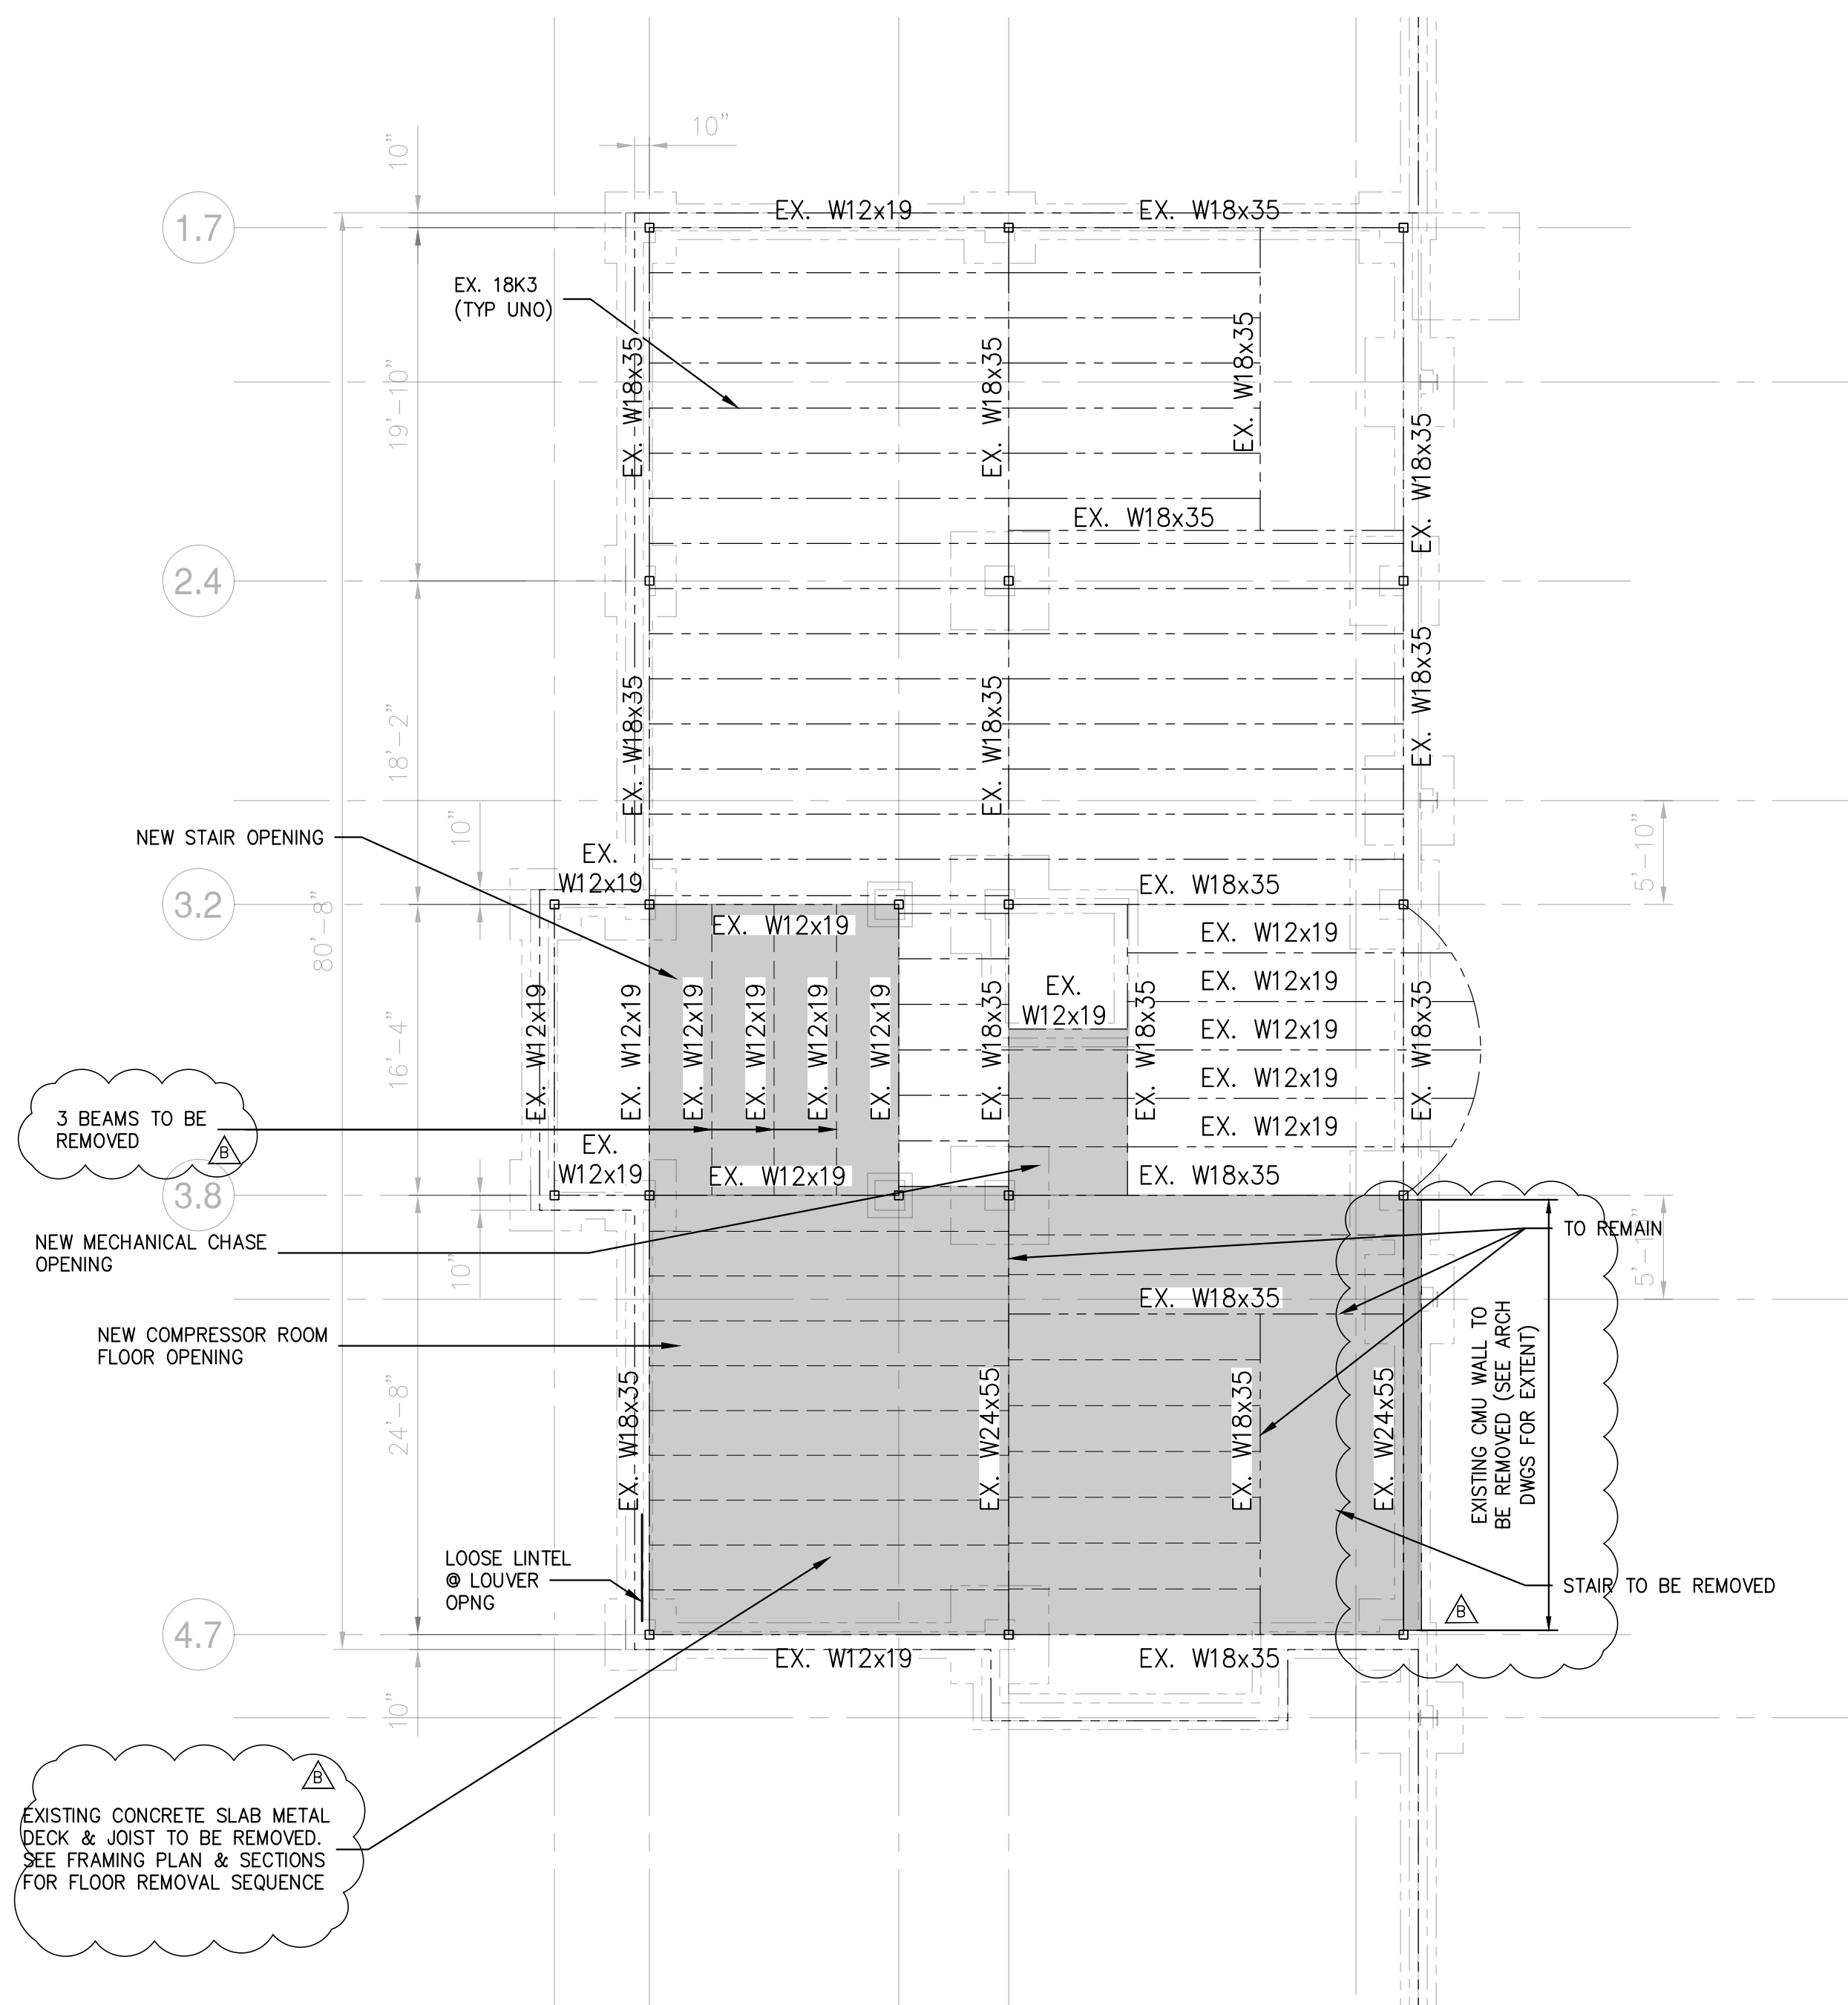 10"
10"
1.7
EX. W12x19
EX. W18x35
EX. 18K3
(TYP UNO)
EX. W18x35
EX. W18x35
EX. W18x35
EX. W18x35
19'-10"
EX. W18x35
2.4
18'-2"
EX. W18x35
EX. W18x35
EX. W18x35
NEW STAIR OPENING
10"
5'-10"
EX.
W12x19
EX. W18x35
3.2
80'-8"
EX. W12x19
EX. W12x19
EX. W12x19
EX. W12x19
EX. W12x19
EX. W12x19
EX. W12x19
EX. W12x19
EX. W12x19
EX. W12x19
EX. W12x19
EX. W12x19
EX. W18x35
EX.
W12x19
EX. W18x35
EX. W18x35
16'-4"
3 BEAMS TO BE
REMOVED
B
EX.
W12x19
EX. W12x19
EX. W18x35
3.8
NEW MECHANICAL CHASE
OPENING
10"
TO REMAIN
EX. W18x35
NEW COMPRESSOR ROOM
FLOOR OPENING
24'-8"
EX. W18x35
EX. W24x55
EX. W18x35
EX. W24x55
EXISTING CMU WALL TO
BE REMOVED (SEE ARCH
DWGS FOR EXTENT)
LOOSE LINTEL
@ LOUVER
OPNG
STAIR TO BE REMOVED
B
4.7
EX. W12x19
EX. W18x35
10"
B
EXISTING CONCRETE SLAB METAL
DECK & JOIST TO BE REMOVED.
SEE FRAMING PLAN & SECTIONS
FOR FLOOR REMOVAL SEQUENCE